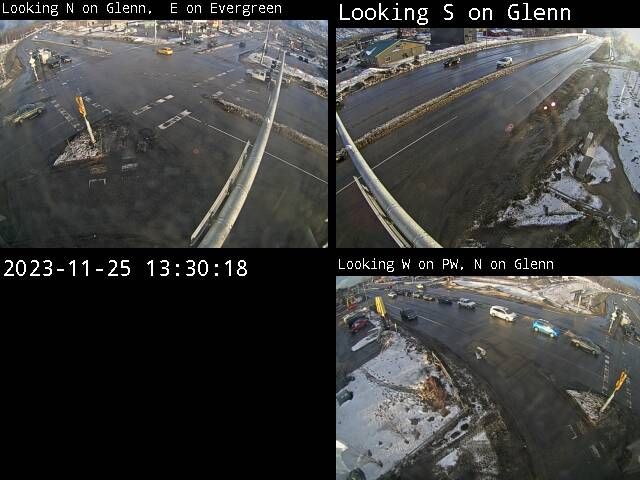 Looking N on Glenn,  E on Evergreen
Looking S on Glenn
2023-11-25 13:30:18
Looking W on PW, N on Glenn